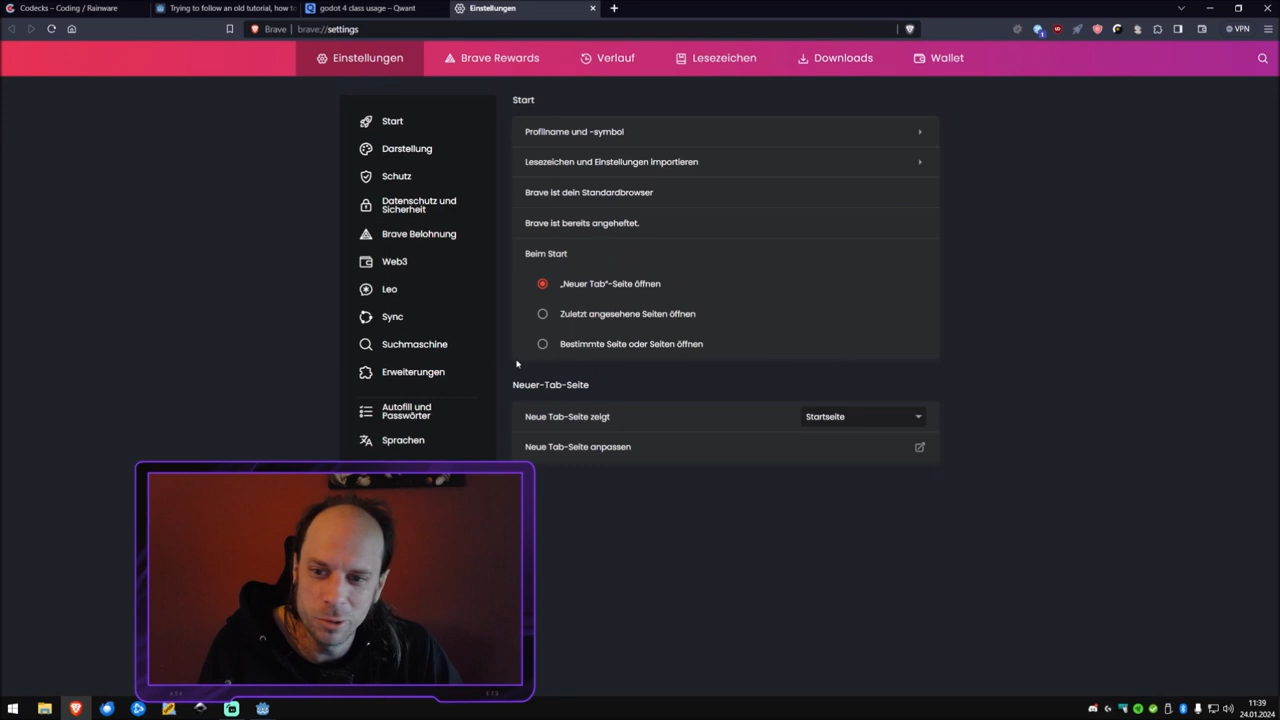 Codecks – Coding / Rainware
Trying to follow an old tutorial, how to
godot 4 class usage – Qwant
Einstellungen
Brave
brave://settings
VPN
Einstellungen
Brave Rewards
Verlauf
Lesezeichen
Downloads
Wallet
Start
Darstellung
Schutz
Datenschutz und
Sicherheit
Brave Belohnung
Web3
Leo
Sync
Suchmaschine
Erweiterungen
Autofill und
Passwörter
Sprachen
Start
Profilname und -symbol
Lesezeichen und Einstellungen importieren
Brave ist dein Standardbrowser
Brave ist bereits angeheftet.
Beim Start
„Neuer Tab“-Seite öffnen
Zuletzt angesehene Seiten öffnen
Bestimmte Seite oder Seiten öffnen
Neuer-Tab-Seite
Neue Tab-Seite zeigt
Startseite
Neue Tab-Seite anpassen
11:39
24.01.2024